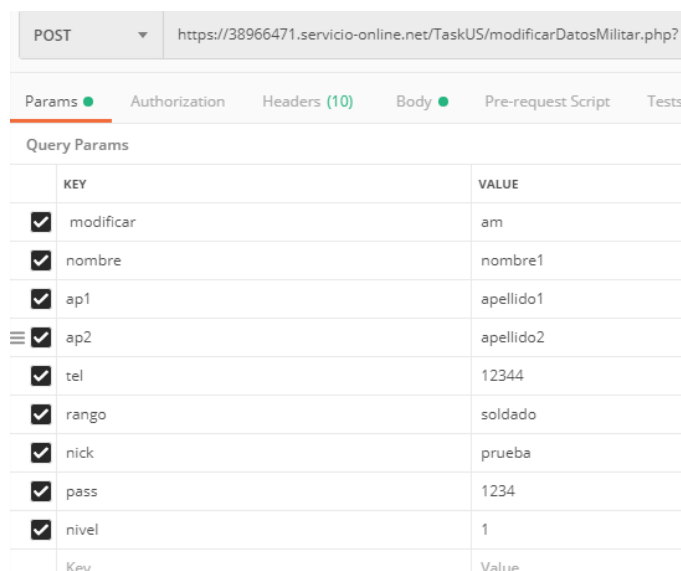 POST https://38966471.servicio-online.net/TaskUS/modificarDatosMilitar.php?
Params Authorization Headers (10) Body Pre-request Script Tests
Query Params
KEY VALUE
modificar am
nombre nombre1
ap1 apellido1
ap2 apellido2
tel 12344
rango soldado
nick prueba
pass 1234
nivel 1
Key Value